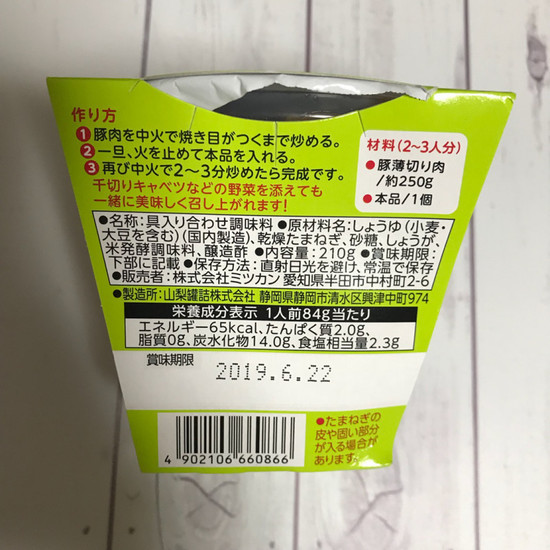 作り方
1 豚肉を中火で焼き目がつくまで炒める。
2 一旦、火を止めて本品を入れる。
3 再び中火で2〜3分炒めたら完成です。
千切りキャベツなどの野菜を添えても
一緒に美味しく召し上がれます!
材料(2〜3人分)
●豚薄切り肉
/約250g
●本品/1個
●名称:具入り合わせ調味料 ●原材料名:しょうゆ(小麦・
大豆を含む)(国内製造)、乾燥たまねぎ、砂糖、しょうが、
米発酵調味料、醸造酢 ●内容量:210g ●賞味期限:
下部に記載 ●保存方法:直射日光を避け、常温で保存
●販売者:株式会社ミツカン 愛知県半田市中村町2-6
●製造所:山梨罐詰株式会社 静岡県静岡市清水区興津中町974
栄養成分表示 1人前84g当たり
エネルギー65kcal、たんぱく質2.0g、
脂質0g、炭水化物14.0g、食塩相当量2.3g
賞味期限
2019.6.22
4 902106 660866
●たまねぎの
皮や固い部分
が入る場合が
あります。